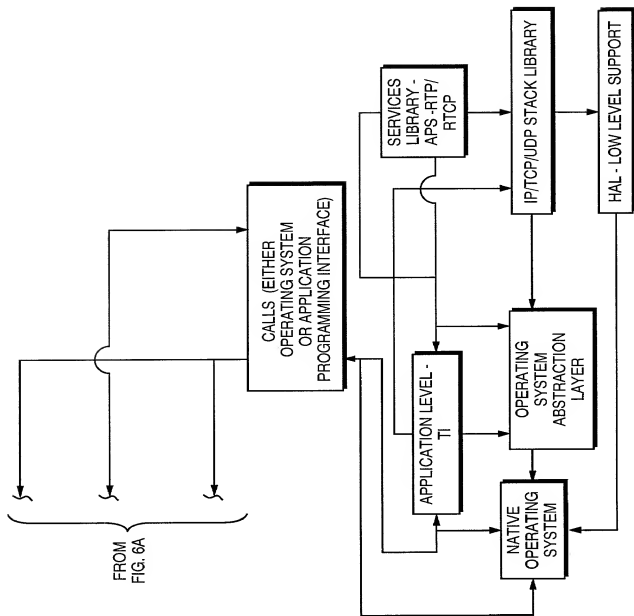 FROM
FIG. 6A
CALLS (EITHER
OPERATING SYSTEM
OR APPLICATION
PROGRAMMING INTERFACE)
SERVICES
LIBRARY -
APS -RTP/
RTCP
APPLICATION LEVEL -
TI
IP/TCP/UDP STACK LIBRARY
NATIVE
OPERATING
SYSTEM
OPERATING
SYSTEM
ABSTRACTION
LAYER
HAL - LOW LEVEL SUPPORT